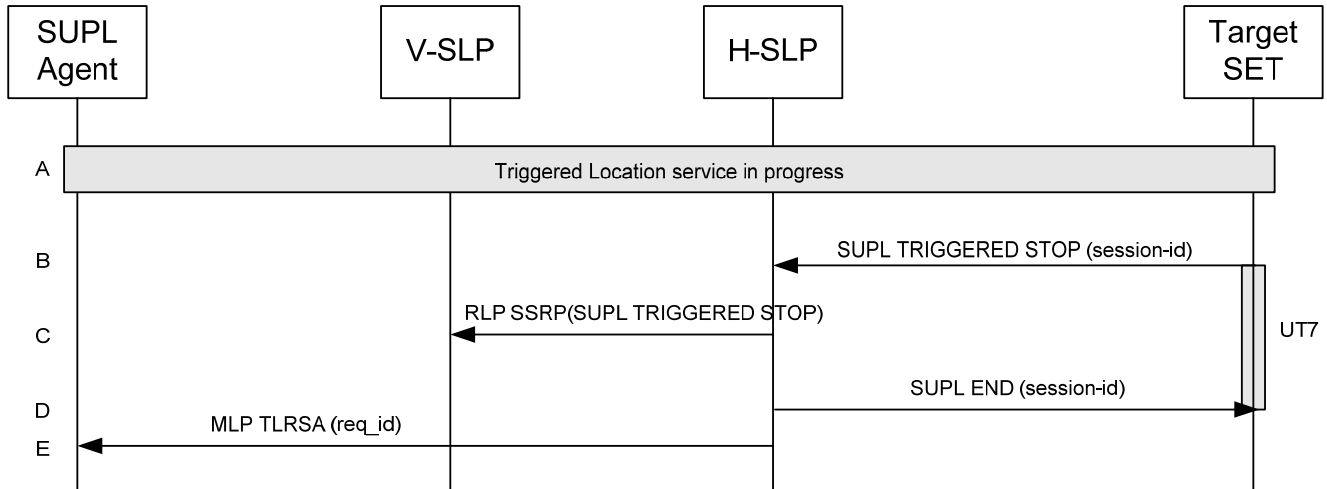 SUPL
Agent
V-SLP
H-SLP
Target
SET
A
Triggered Location service in progress
B
SUPL TRIGGERED STOP (session-id)
C
RLP SSRP(SUPL TRIGGERED STOP)
UT7
D
SUPL END (session-id)
E
MLP TLRSA (req_id)